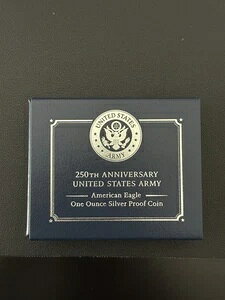 UNITED STATES
ARMY
250TH ANNIVERSARY
UNITED STATES ARMY
American Eagle
One Ounce Silver Proof Coin